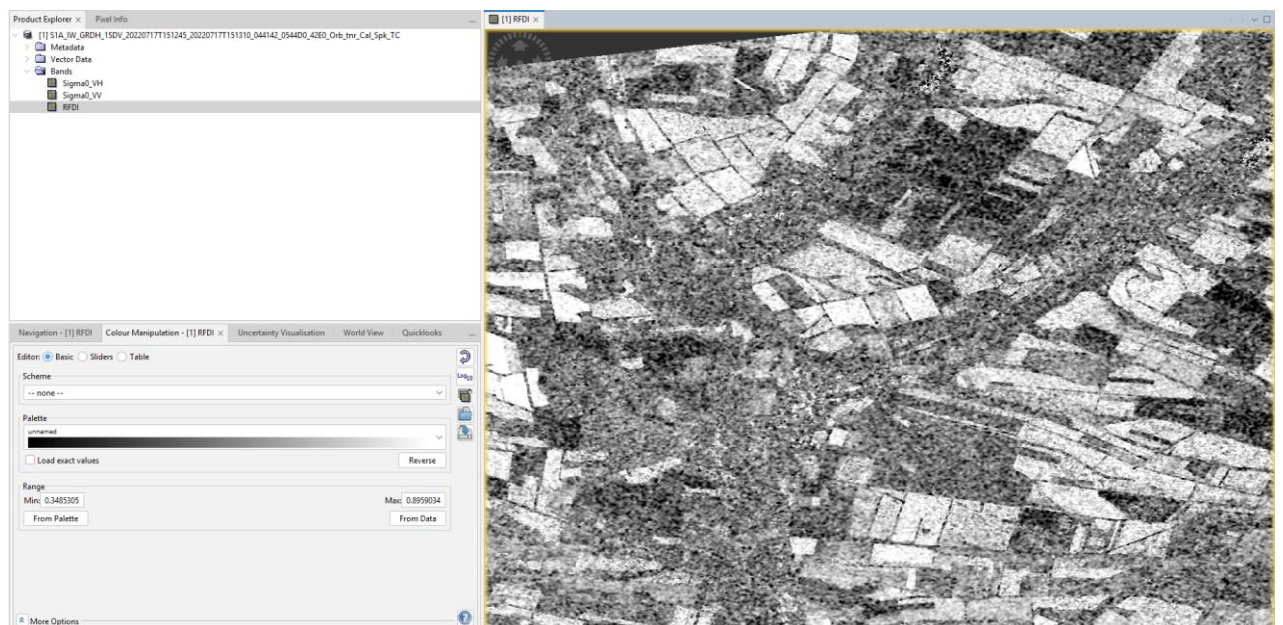 Product Explorer × Pixel Info
[1] S1A_IW_GRDH_1SDV_20220717T151245_20220717T151310_044142_0544D0_42E0_Orb_tnr_Cal_Spk_TC
Metadata
Vector Data
Bands
Sigma0_VH
Sigma0_VV
RFDI
Navigation - [1] RFDI Colour Manipulation - [1] RFDI × Uncertainty Visualisation World View Quicklooks
Editor: Basic Sliders Table
Scheme
-- none --
Palette
unnamed
Load exact values Reverse
Range
Min: 0.3485305 Max: 0.8959034
From Palette From Data
More Options
Log10
[1] RFDI ×